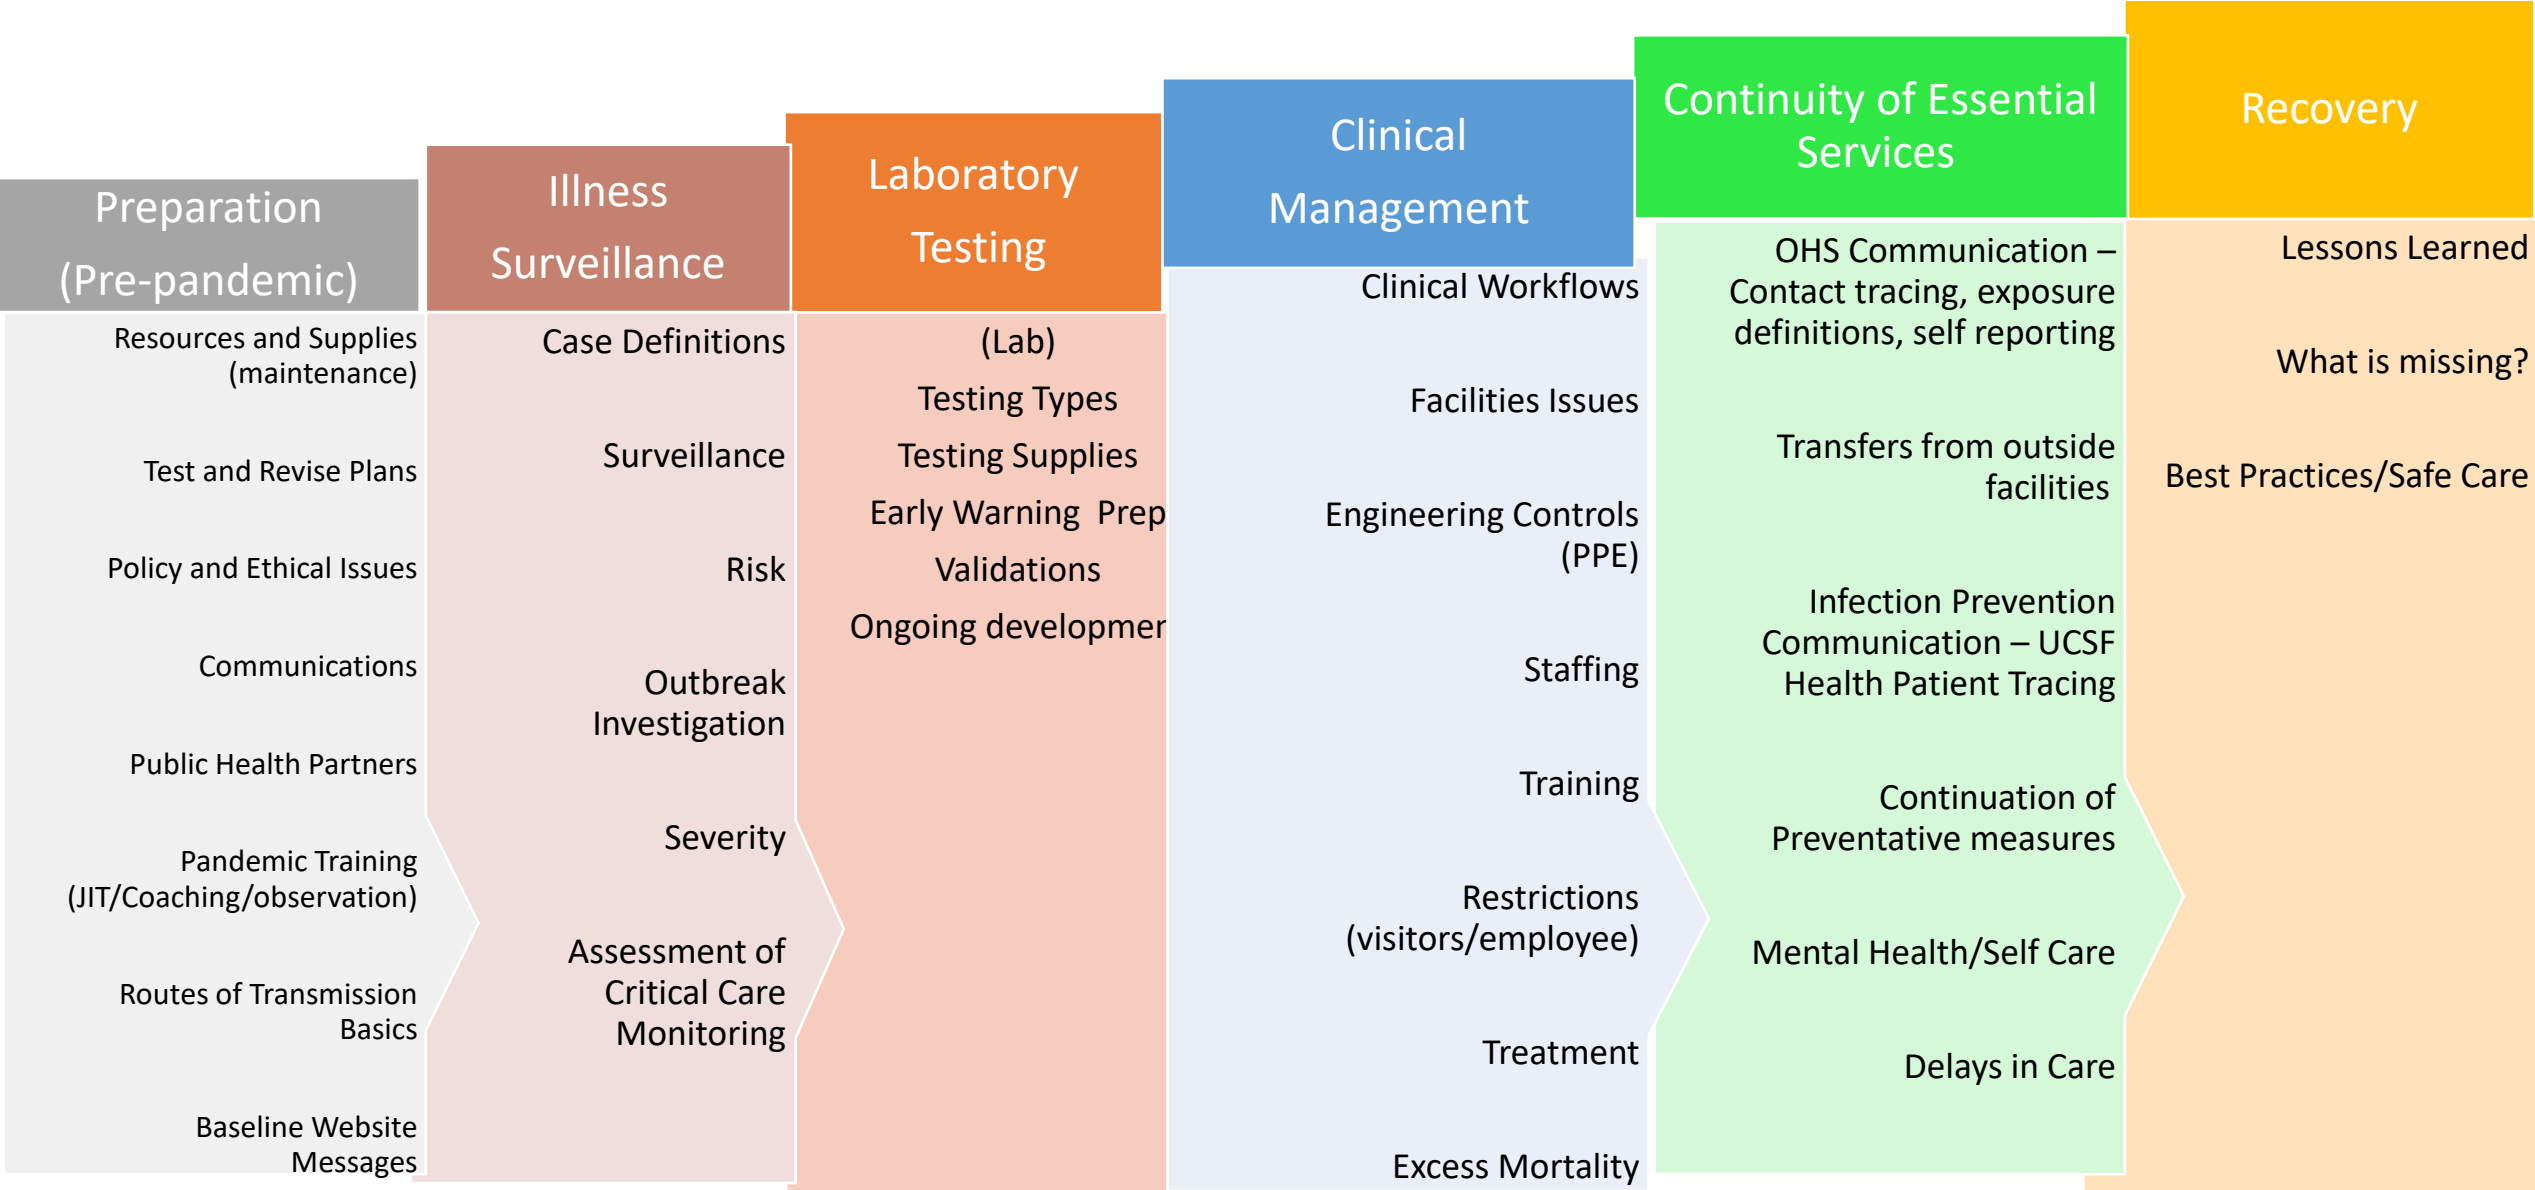 Preparation
(Pre-pandemic)
Resources and Supplies
(maintenance)
Test and Revise Plans
Policy and Ethical Issues
Communications
Public Health Partners
Pandemic Training
(JIT/Coaching/observation)
Routes of Transmission
Basics
Baseline Website
Messages
Illness
Surveillance
Case Definitions
Surveillance
Risk
Outbreak
Investigation
Severity
Assessment of
Critical Care
Monitoring
Laboratory
Testing
(Lab)
Testing Types
Testing Supplies
Early Warning  Prep
Validations
Ongoing developmen
Clinical
Management
Clinical Workflows
Facilities Issues
Engineering Controls
(PPE)
Staffing
Training
Restrictions
(visitors/employee)
Treatment
Excess Mortality
Continuity of Essential
Services
OHS Communication –
Contact tracing, exposure
definitions, self reporting
Transfers from outside
facilities
Infection Prevention
Communication – UCSF
Health Patient Tracing
Continuation of
Preventative measures
Mental Health/Self Care
Delays in Care
Recovery
Lessons Learned
What is missing?
Best Practices/Safe Care